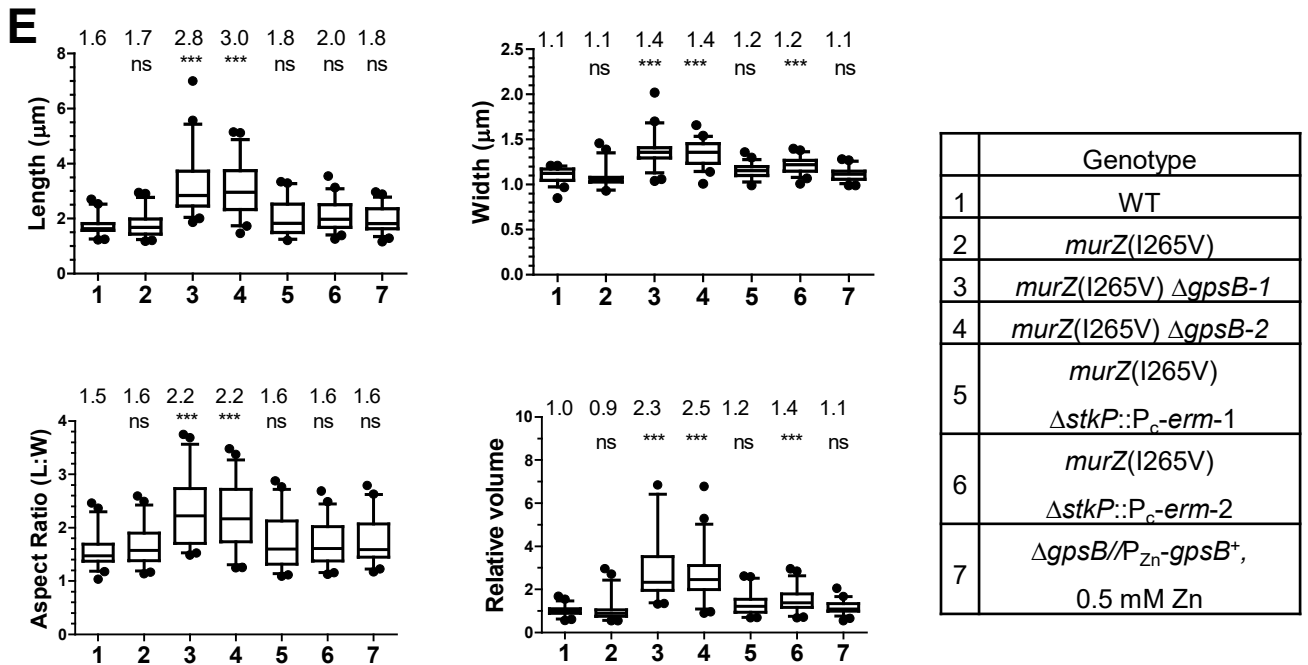 E
1.6 1.7 2.8 3.0 1.8 2.0 1.8
ns *** *** ns ns ns
8
6
4
2
0
Length (μm)
1 2 3 4 5 6 7
1.1 1.1 1.4 1.4 1.2 1.2 1.1
ns *** *** ns *** ns
2.5
2.0
1.5
1.0
0.5
0.0
Width (μm)
1 2 3 4 5 6 7
1.5 1.6 2.2 2.2 1.6 1.6 1.6
ns *** *** ns ns ns
4
3
2
1
0
Aspect Ratio (L:W)
1 2 3 4 5 6 7
1.0 0.9 2.3 2.5 1.2 1.4 1.1
ns *** *** ns *** ns
10
8
6
4
2
0
Relative volume
1 2 3 4 5 6 7
Genotype
1 WT
2 murZ(I265V)
3 murZ(I265V) ΔgpsB-1
4 murZ(I265V) ΔgpsB-2
5 murZ(I265V)
ΔstkP::Pc-erm-1
6 murZ(I265V)
ΔstkP::Pc-erm-2
7 ΔgpsB//PZn-gpsB+,
0.5 mM Zn